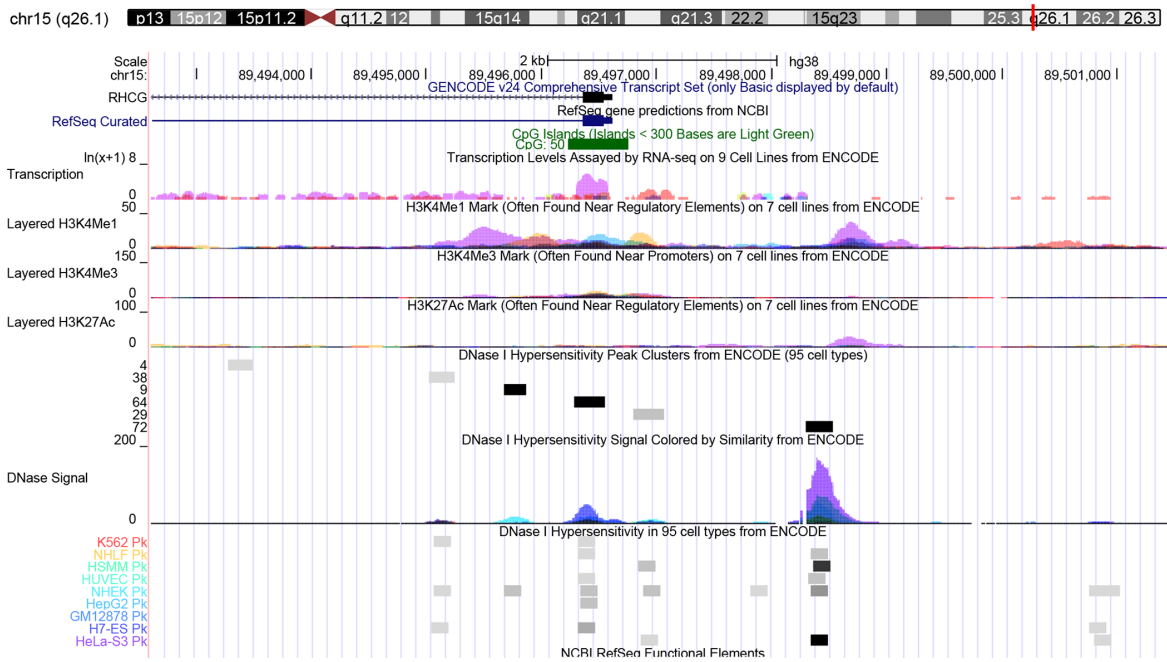 chr15 (q26.1) p13 15p12 15p11.2 q11.2 12 15q14 q21.1 q21.3 22.2 15q23 25.3 q26.1 26.2 26.3
Scale 2 kb hg38
chr15: 89,494,000 89,495,000 89,496,000 89,497,000 89,498,000 89,499,000 89,500,000 89,501,000
GENCODE v24 Comprehensive Transcript Set (only Basic displayed by default)
RHCG
RefSeq gene predictions from NCBI
RefSeq Curated
CpG Islands (Islands < 300 Bases are Light Green)
CpG: 50
Transcription Levels Assayed by RNA-seq on 9 Cell Lines from ENCODE
ln(x+1) 8
Transcription
0
H3K4Me1 Mark (Often Found Near Regulatory Elements) on 7 cell lines from ENCODE
50
Layered H3K4Me1
0
H3K4Me3 Mark (Often Found Near Promoters) on 7 cell lines from ENCODE
150
Layered H3K4Me3
0
H3K27Ac Mark (Often Found Near Regulatory Elements) on 7 cell lines from ENCODE
100
Layered H3K27Ac
0
DNase I Hypersensitivity Peak Clusters from ENCODE (95 cell types)
4
38
9
64
29
72
DNase I Hypersensitivity Signal Colored by Similarity from ENCODE
200
DNase Signal
0
DNase I Hypersensitivity in 95 cell types from ENCODE
K562 Pk
NHLF Pk
HSMM Pk
HUVEC Pk
NHEK Pk
HepG2 Pk
GM12878 Pk
H7-ES Pk
HeLa-S3 Pk
NCBI RefSeq Functional Elements